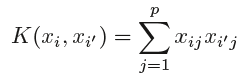 K(x_i, x_{i'}) = \sum_{j=1}^{p} x_{ij} x_{i'j}